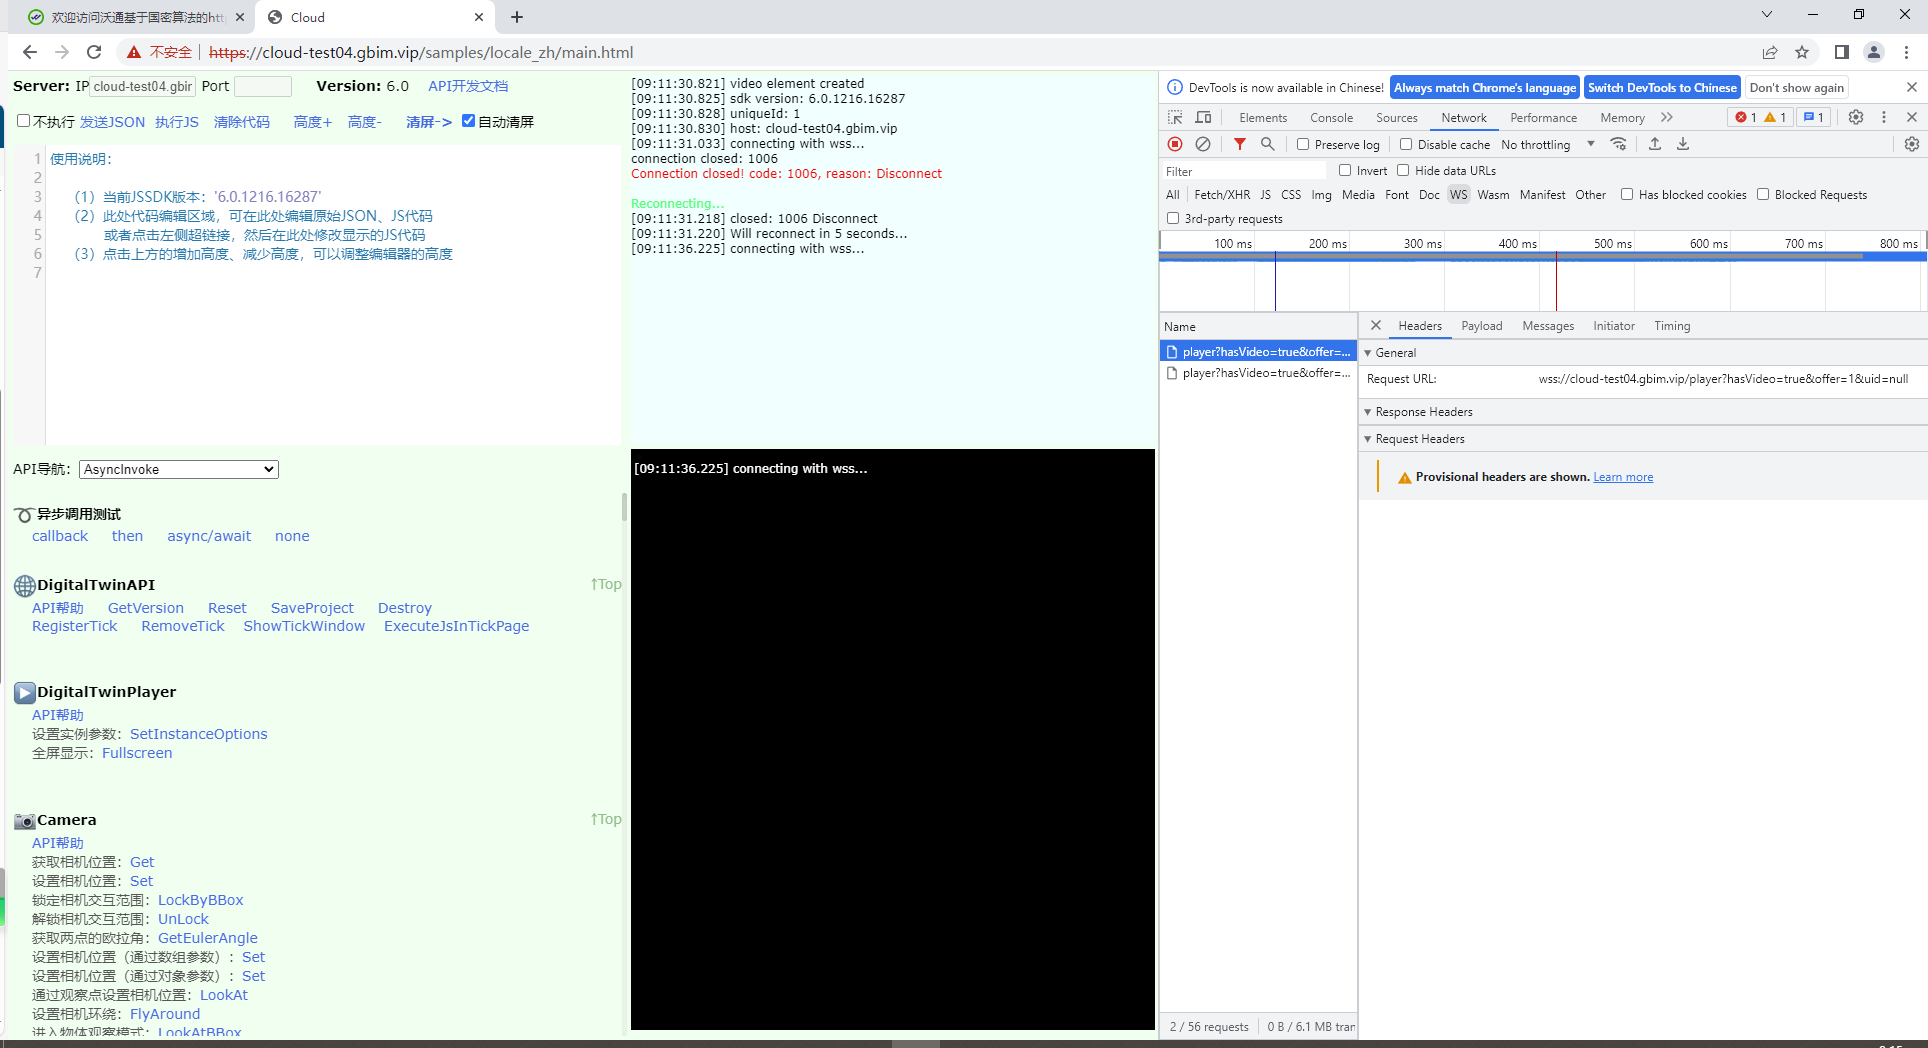 欢迎访问沃通基于国密算法的htt
Cloud
不安全 https://cloud-test04.gbim.vip/samples/locale_zh/main.html
Server: IP cloud-test04.gbir Port Version: 6.0 API开发文档
不执行 发送JSON 执行JS 清除代码 高度+ 高度- 清屏-> 自动清屏
1 使用说明：
2
3 （1）当前JSSDK版本：'6.0.1216.16287'
4 （2）此处代码编辑区域，可在此处编辑原始JSON、JS代码
5 或者点击左侧超链接，然后在此处修改显示的JS代码
6 （3）点击上方的增加高度、减少高度，可以调整编辑器的高度
7
API导航： AsyncInvoke
异步调用测试
callback then async/await none
DigitalTwinAPI ↑Top
API帮助 GetVersion Reset SaveProject Destroy
RegisterTick RemoveTick ShowTickWindow ExecuteJsInTickPage
DigitalTwinPlayer
API帮助
设置实例参数：SetInstanceOptions
全屏显示：Fullscreen
Camera ↑Top
API帮助
获取相机位置：Get
设置相机位置：Set
锁定相机交互范围：LockByBBox
解锁相机交互范围：UnLock
获取两点的欧拉角：GetEulerAngle
设置相机位置（通过数组参数）：Set
设置相机位置（通过对象参数）：Set
通过观察点设置相机位置：LookAt
设置相机环绕：FlyAround
进入物体观察模式：LookAtBBox
[09:11:30.821] video element created
[09:11:30.825] sdk version: 6.0.1216.16287
[09:11:30.828] uniqueId: 1
[09:11:30.830] host: cloud-test04.gbim.vip
[09:11:31.033] connecting with wss...
connection closed: 1006
Connection closed! code: 1006, reason: Disconnect
Reconnecting...
[09:11:31.218] closed: 1006 Disconnect
[09:11:31.220] Will reconnect in 5 seconds...
[09:11:36.225] connecting with wss...
[09:11:36.225] connecting with wss...
DevTools is now available in Chinese! Always match Chrome's language Switch DevTools to Chinese Don't show again
Elements Console Sources Network Performance Memory 1 1 1
Preserve log Disable cache No throttling
Filter Invert Hide data URLs
All Fetch/XHR JS CSS Img Media Font Doc WS Wasm Manifest Other Has blocked cookies Blocked Requests
3rd-party requests
100 ms 200 ms 300 ms 400 ms 500 ms 600 ms 700 ms 800 ms
Name
player?hasVideo=true&offer=...
player?hasVideo=true&offer=...
2 / 56 requests 0 B / 6.1 MB tran
Headers Payload Messages Initiator Timing
General
Request URL: wss://cloud-test04.gbim.vip/player?hasVideo=true&offer=1&uid=null
Response Headers
Request Headers
Provisional headers are shown. Learn more